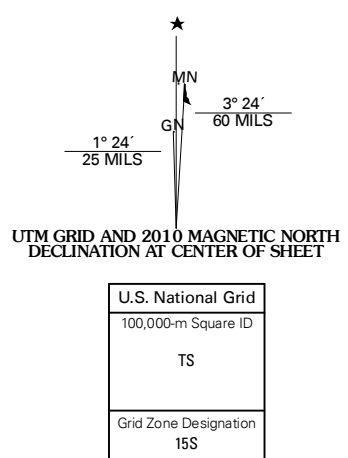 ★
MN
GN
3° 24´
60 MILS
1° 24´
25 MILS
UTM GRID AND 2010 MAGNETIC NORTH
DECLINATION AT CENTER OF SHEET
U.S. National Grid
100,000-m Square ID
TS
Grid Zone Designation
15S